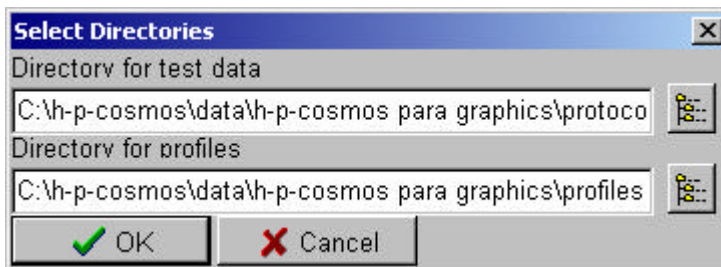 Select Directories
Directory for test data
C:\h-p-cosmos\data\h-p-cosmos para graphics\protoco
Directory for profiles
C:\h-p-cosmos\data\h-p-cosmos para graphics\profiles
OK Cancel